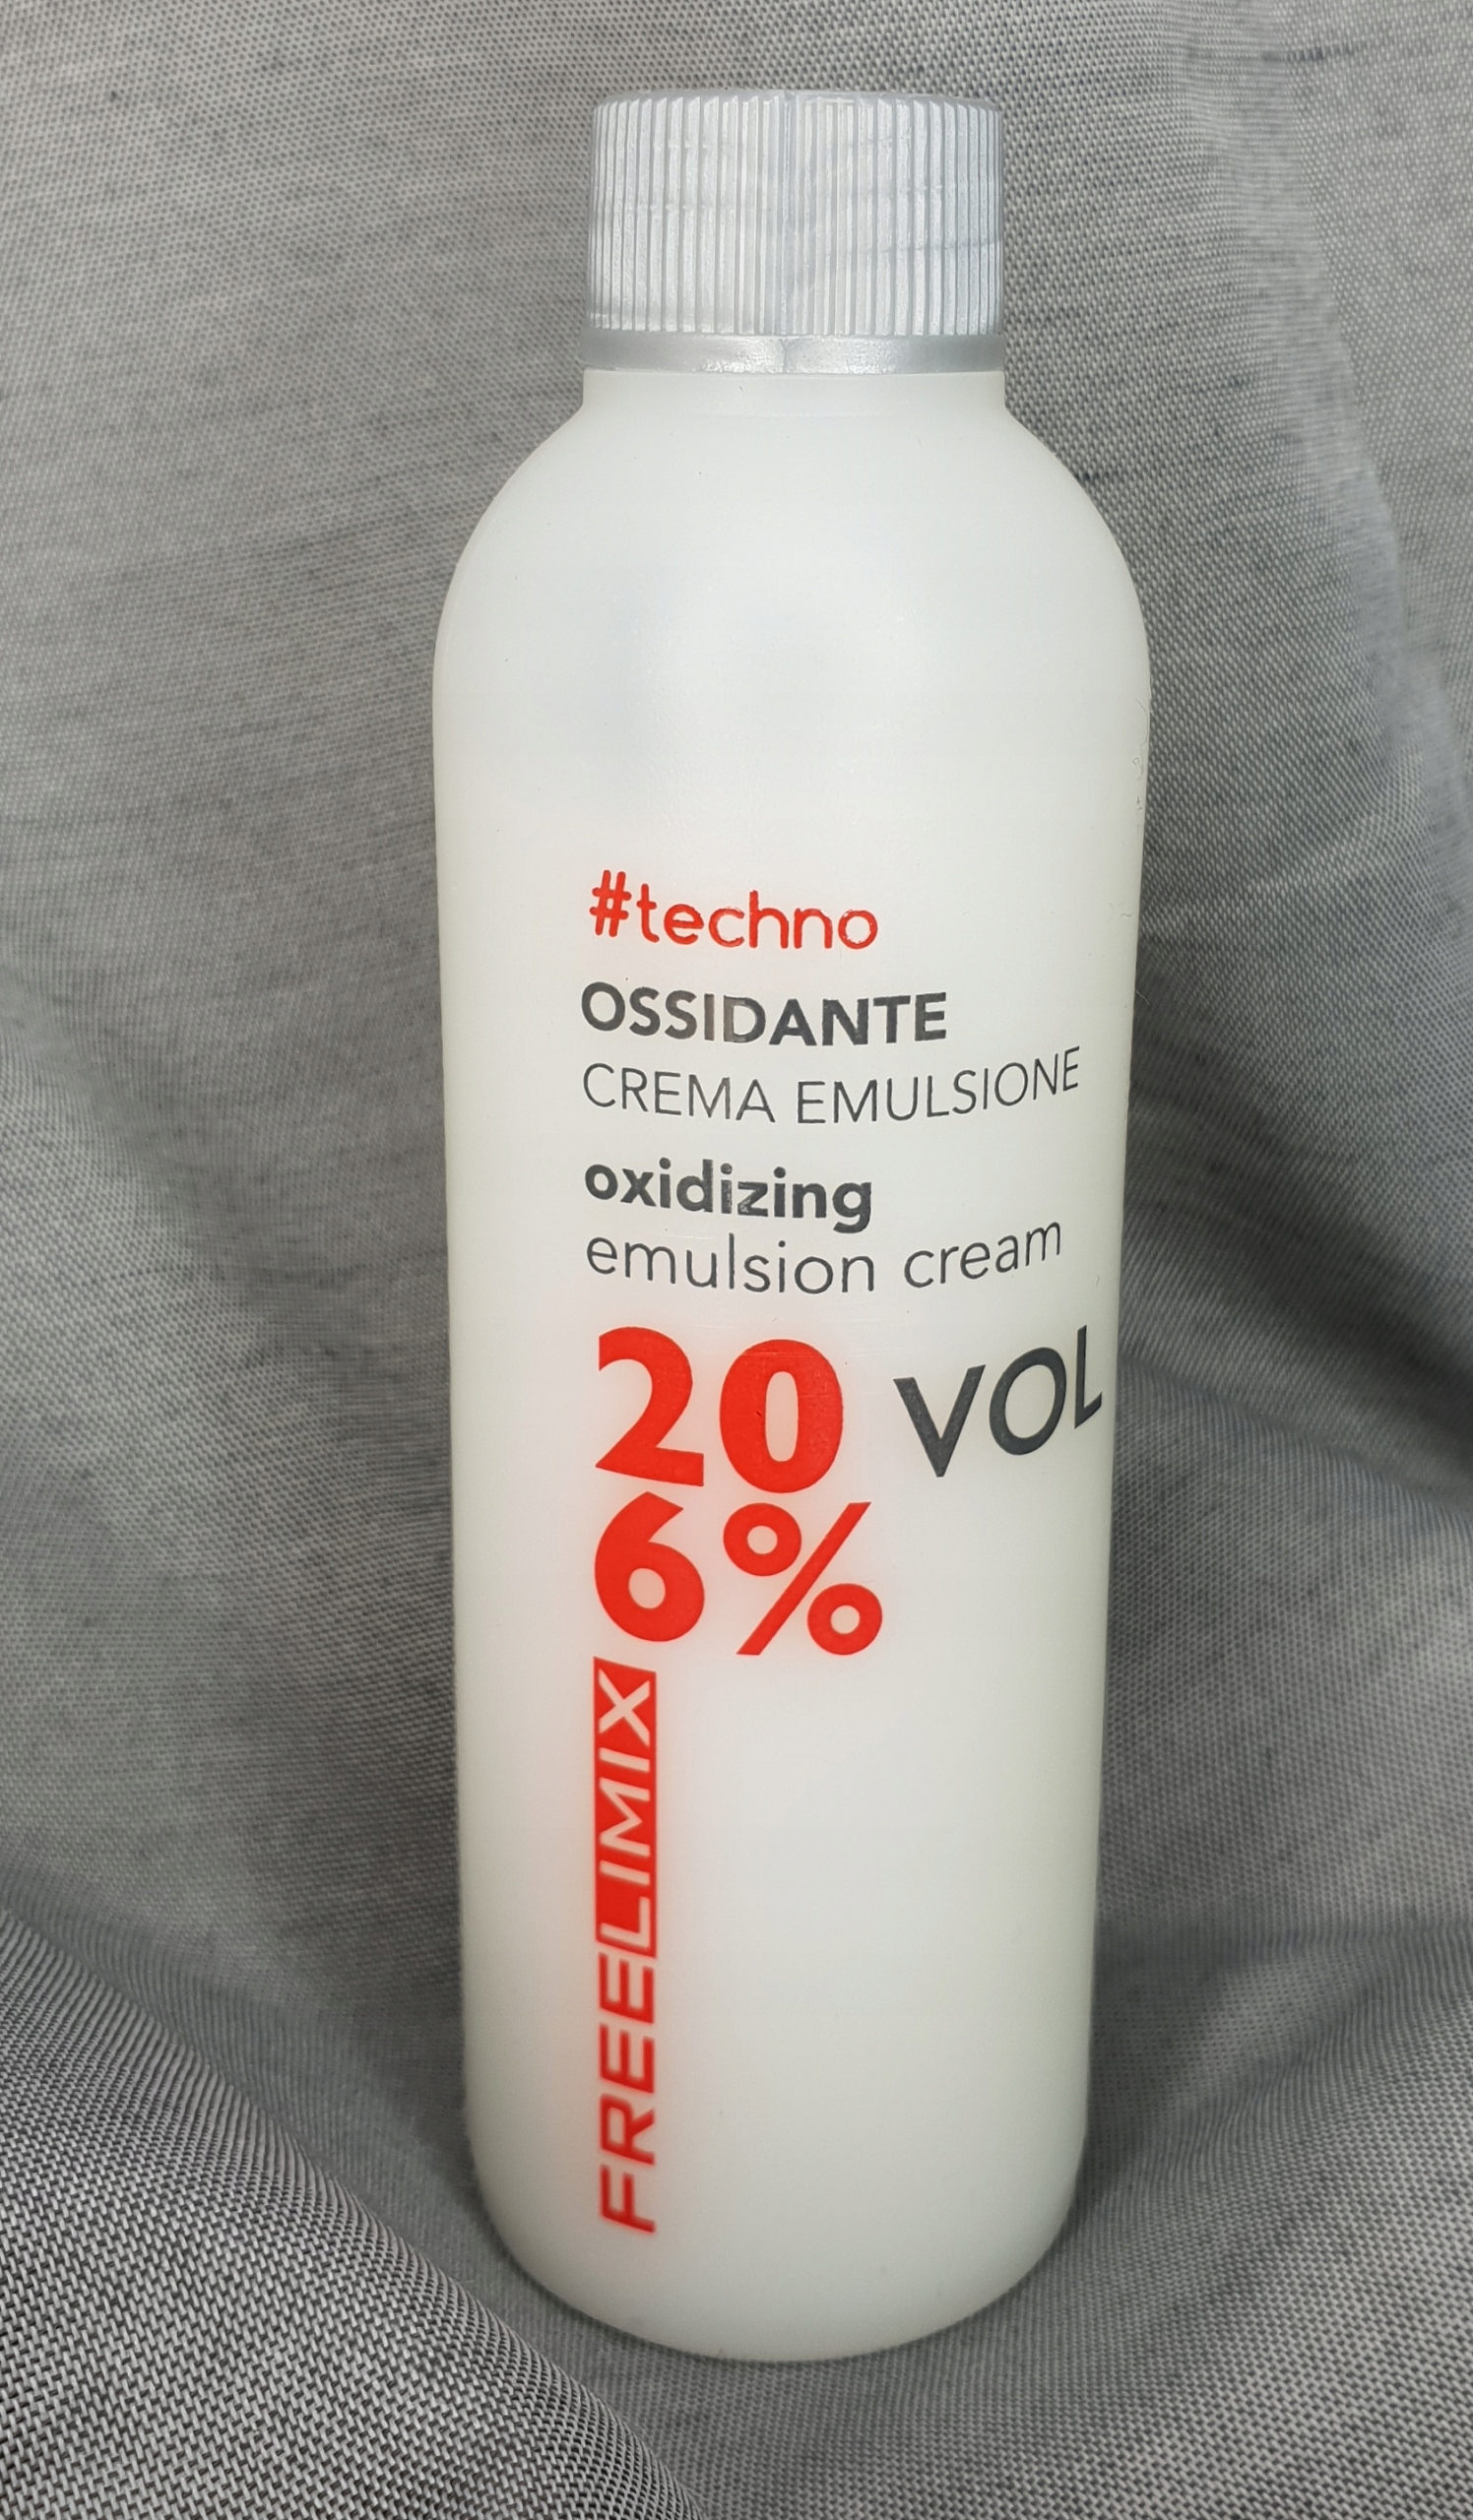 #techno
OSSIDANTE
CREMA EMULSIONE
oxidizing
emulsion cream
20 VOL
6%
FREELIMIX